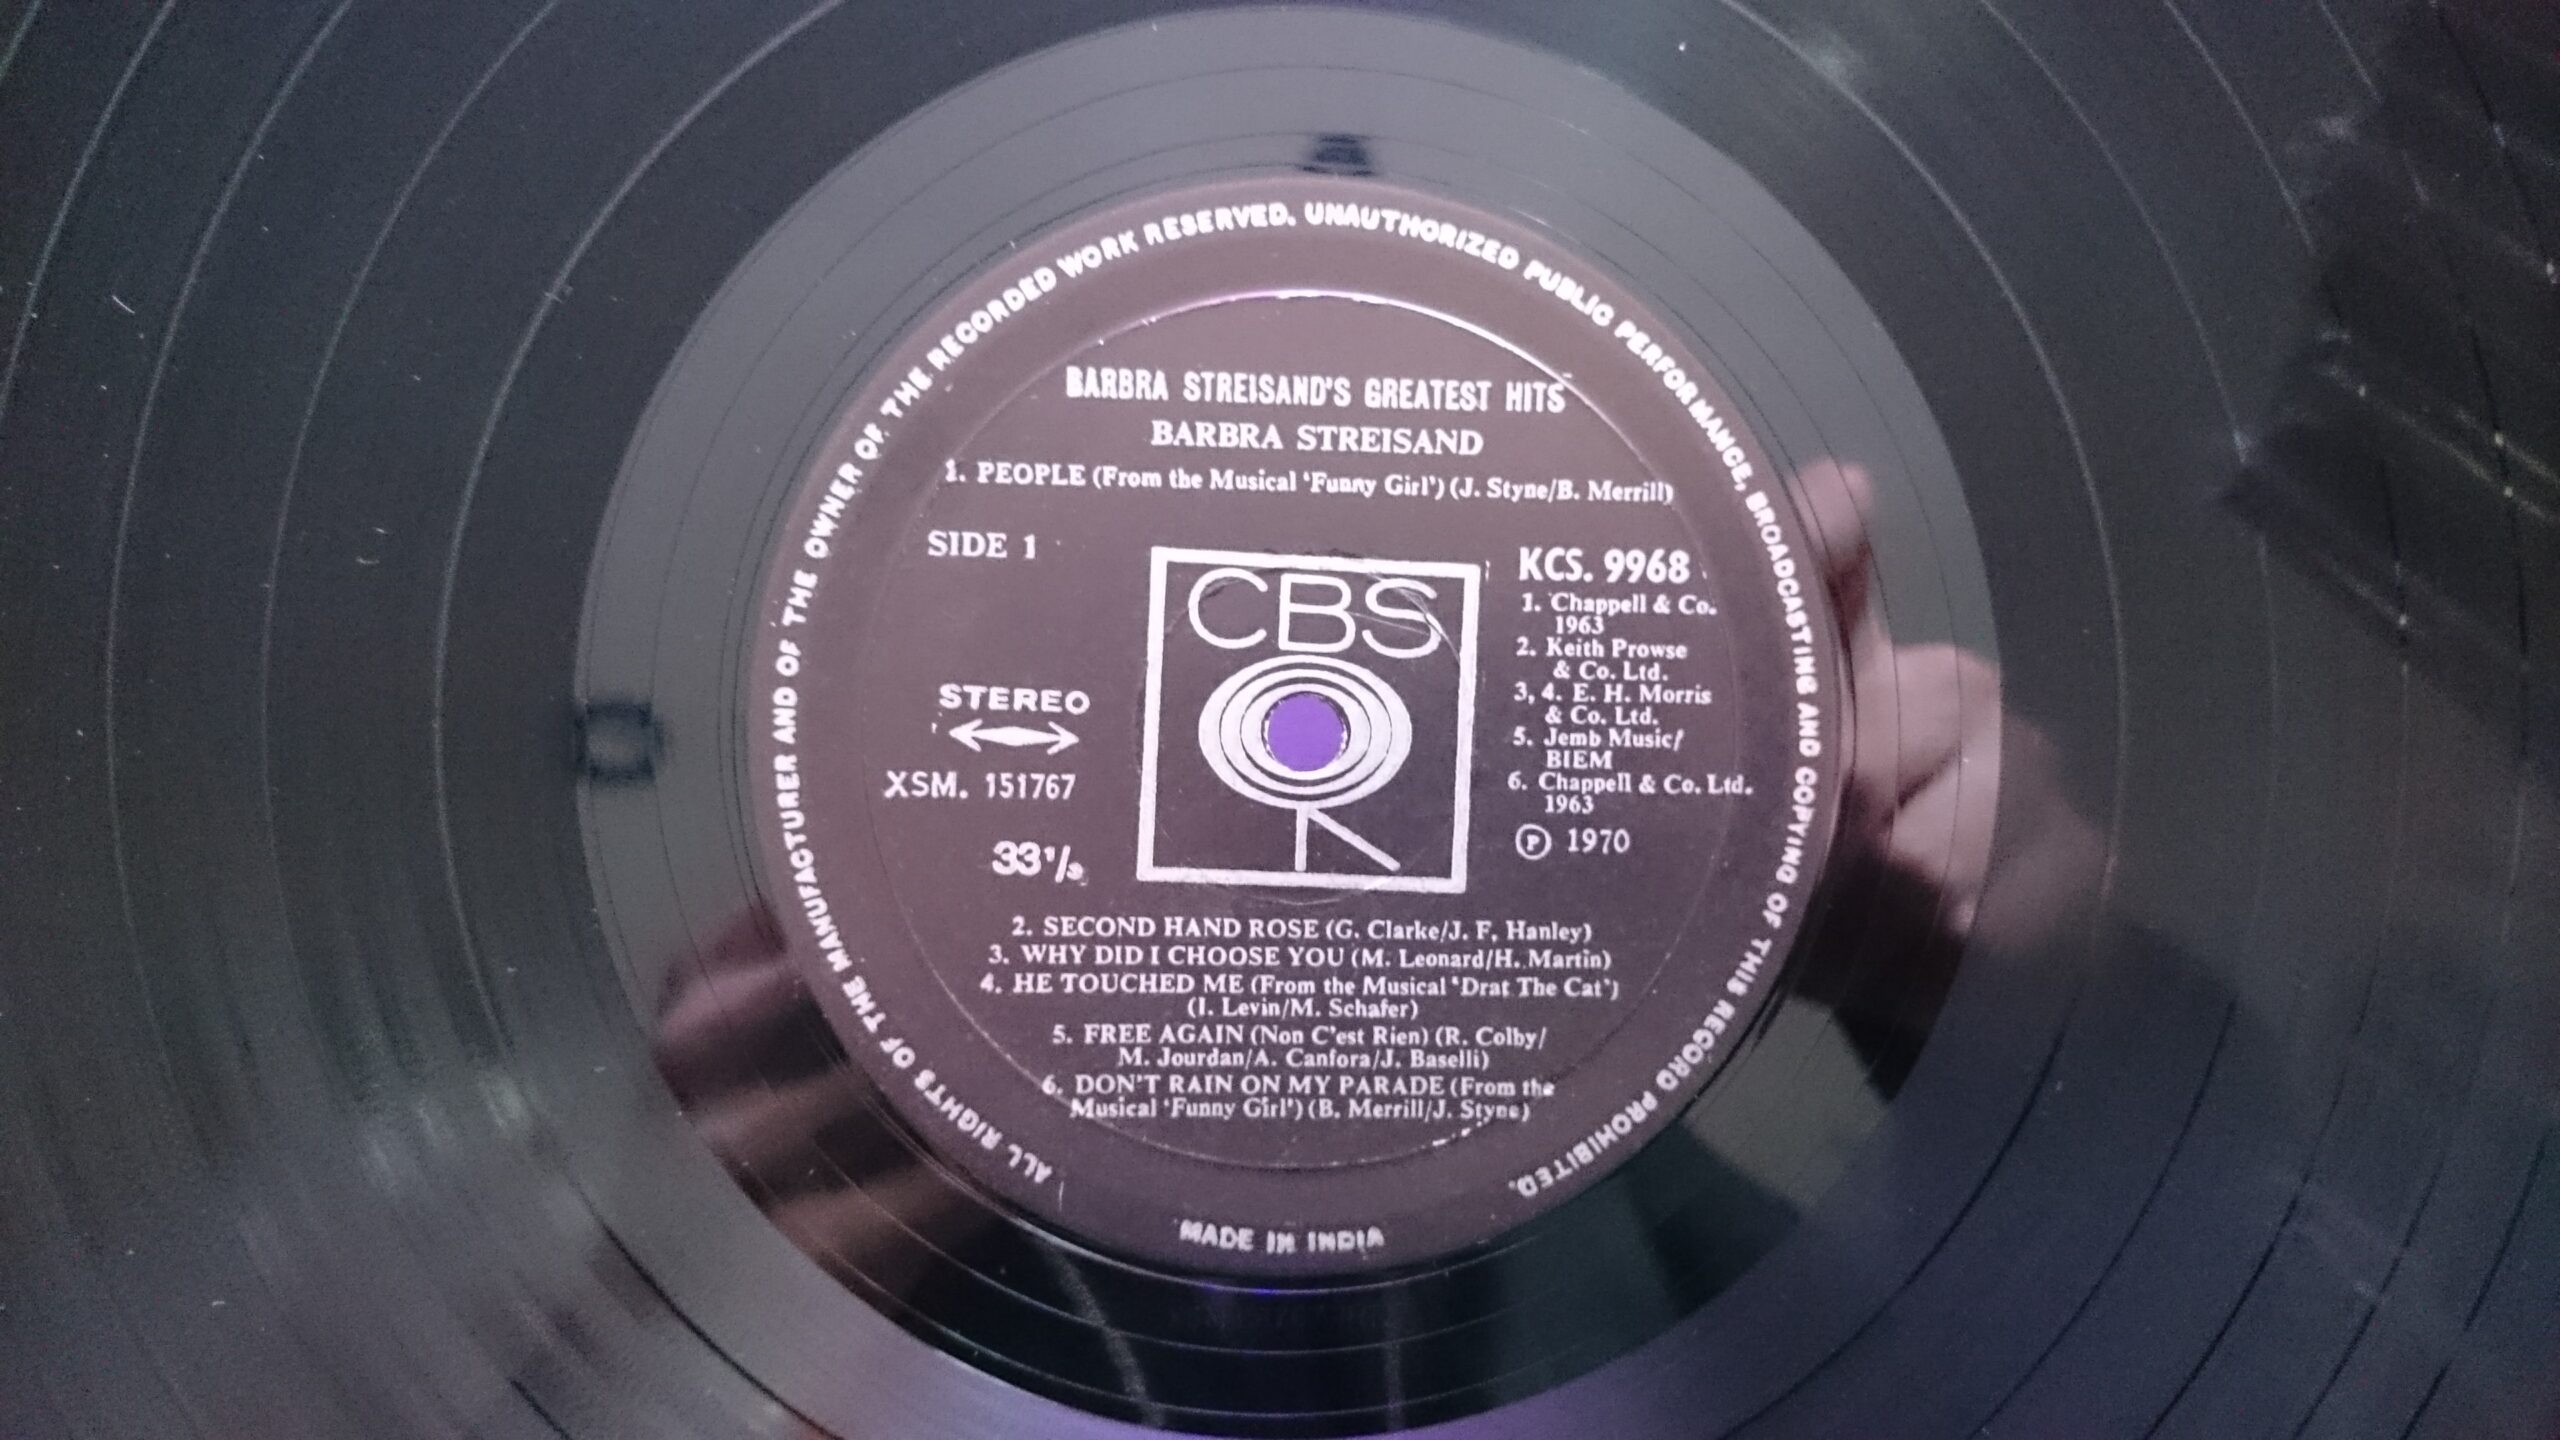 ALL RIGHTS OF THE MANUFACTURER AND OF THE OWNER OF THE RECORDED WORK RESERVED. UNAUTHORIZED PUBLIC PERFORMANCE, BROADCASTING AND COPYING OF THIS RECORD PROHIBITED.
BARBRA STREISAND'S GREATEST HITS
BARBRA STREISAND
1. PEOPLE (From the Musical 'Funny Girl') (J. Styne/B. Merrill)
SIDE 1
STEREO
XSM. 151767
33⅓
CBS
KCS. 9968
1. Chappell & Co.
1963
2. Keith Prowse
& Co. Ltd.
3, 4. E. H. Morris
& Co. Ltd.
5. Jemb Music/
BIEM
6. Chappell & Co. Ltd.
1963
Ⓟ 1970
2. SECOND HAND ROSE (G. Clarke/J. F. Hanley)
3. WHY DID I CHOOSE YOU (M. Leonard/H. Martin)
4. HE TOUCHED ME (From the Musical 'Drat The Cat')
(I. Levin/M. Schafer)
5. FREE AGAIN (Non C'est Rien) (R. Colby/
M. Jourdan/A. Canfora/J. Baselli)
6. DON'T RAIN ON MY PARADE (From the
Musical 'Funny Girl') (B. Merrill/J. Styne)
MADE IN INDIA